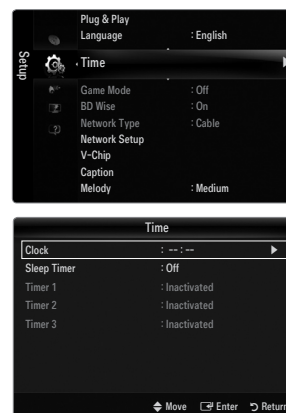 Setup
Plug & Play
Language : English
Time
Game Mode : Off
BD Wise : On
Network Type : Cable
Network Setup
V-Chip
Caption
Melody : Medium
Time
Clock : -- : --
Sleep Timer : Off
Timer 1 : Inactivated
Timer 2 : Inactivated
Timer 3 : Inactivated
Move Enter Return